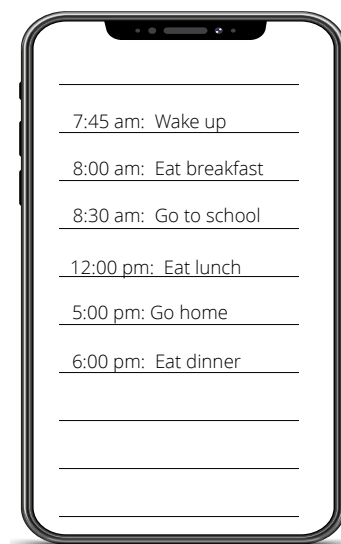 7:45 am: Wake up
8:00 am: Eat breakfast
8:30 am: Go to school
12:00 pm: Eat lunch
5:00 pm: Go home
6:00 pm: Eat dinner